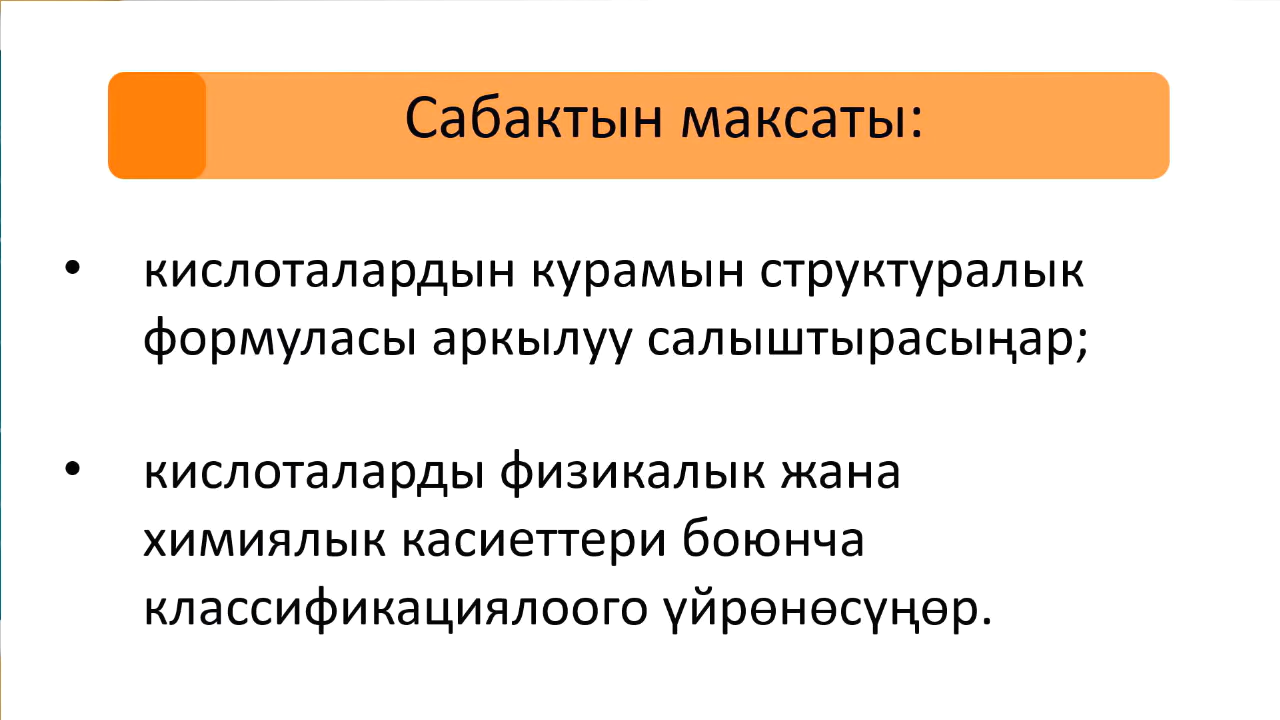 Сабактын максаты:
• кислоталардын курамын структуралык
формуласы аркылуу салыштырасыңар;
• кислоталарды физикалык жана
химиялык касиеттери боюнча
классификациялоого үйрөнөсүңөр.